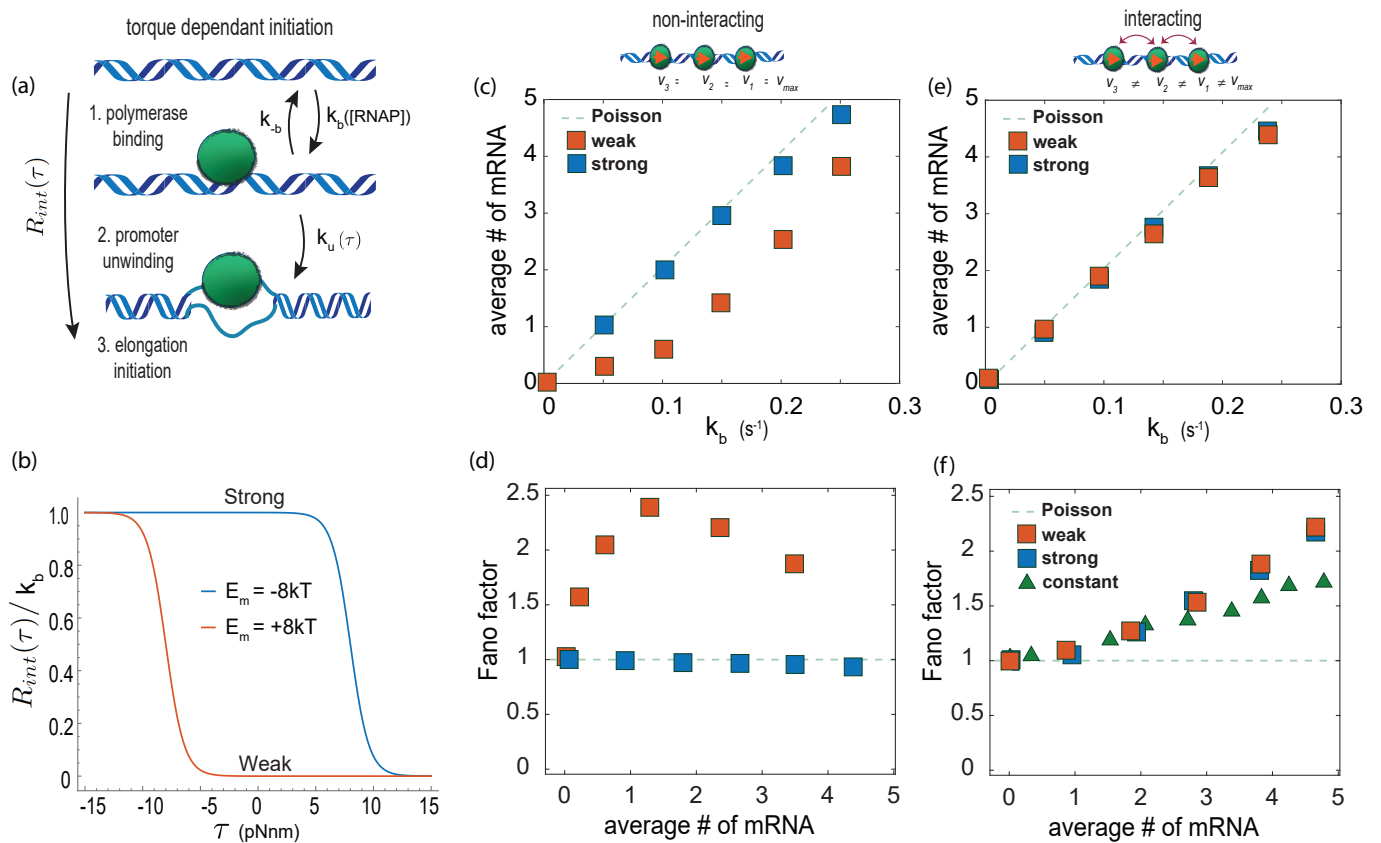 torque dependant initiation
(a)
1. polymerase
binding
k-b
kb([RNAP])
Rint(τ)
2. promoter
unwinding
ku (τ)
3. elongation
initiation
(b)
Strong
1.0
0.8
0.6
0.4
0.2
0
Rint(τ)/ kb
Em = -8kT
Em = +8kT
Weak
-15 -10 -5 0 5 10 15
τ (pNnm)
non-interacting
v3 = v2 = v1 = vmax
(c)
5
4
3
2
1
0
average # of mRNA
Poisson
weak
strong
0 0.1 0.2 0.3
kb (s-1)
(d)
2.5
2
1.5
1
0.5
0
Fano factor
0 1 2 3 4 5
average # of mRNA
interacting
v3 ≠ v2 ≠ v1 ≠ vmax
(e)
5
4
3
2
1
0
average # of mRNA
Poisson
weak
strong
0 0.1 0.2 0.3
kb (s-1)
(f)
2.5
2
1.5
1
0.5
0
Fano factor
Poisson
weak
strong
constant
0 1 2 3 4 5
average # of mRNA